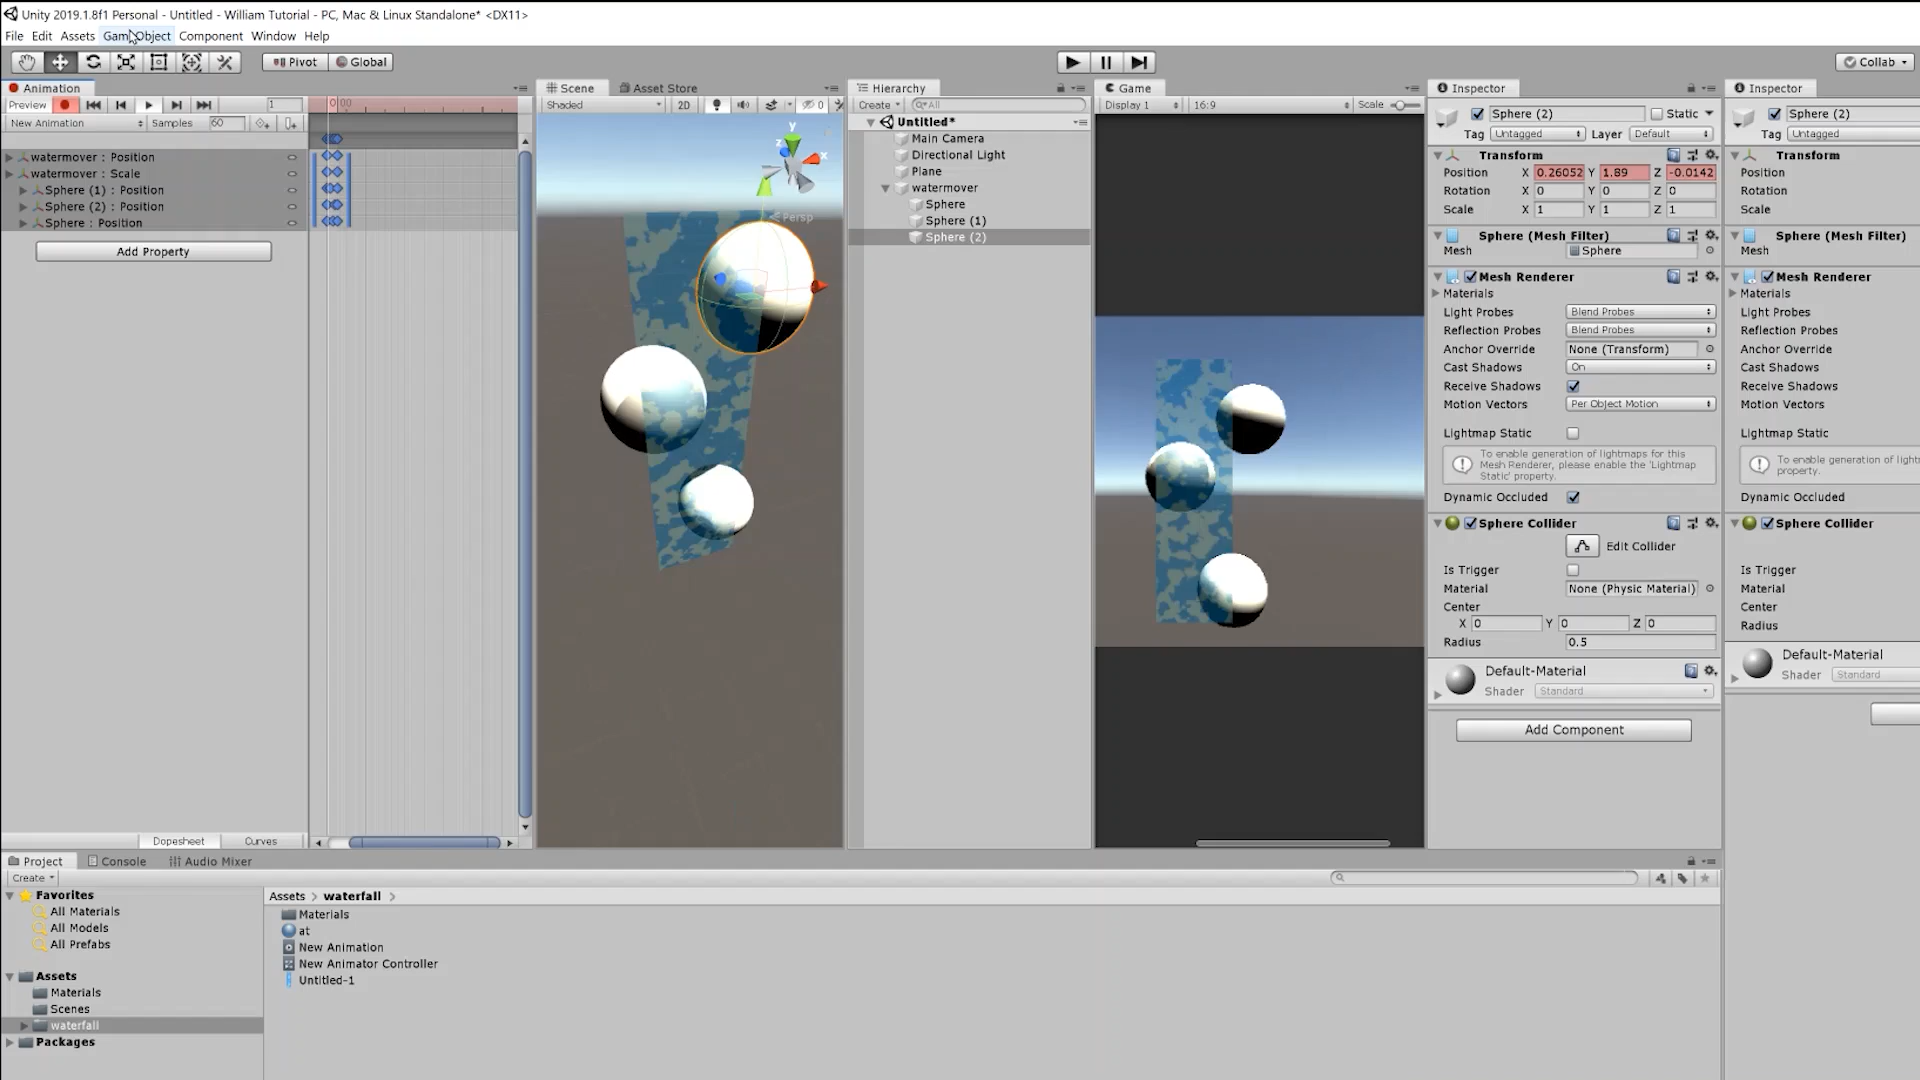 Unity 2019.1.8f1 Personal - Untitled - William Tutorial - PC, Mac & Linux Standalone* <DX11>
File Edit Assets GameObject Component Window Help
Pivot Global Collab
Animation
Preview 1 0:00
New Animation Samples 60
watermover : Position
watermover : Scale
Sphere (1) : Position
Sphere (2) : Position
Sphere : Position
Add Property
Dopesheet Curves
Scene Asset Store
Shaded 2D 0
y
x
z
Persp
Hierarchy
Create All
Untitled*
Main Camera
Directional Light
Plane
watermover
Sphere
Sphere (1)
Sphere (2)
Game
Display 1 16:9 Scale
Inspector
Sphere (2) Static
Tag Untagged Layer Default
Transform
Position X 0.26052 Y 1.89 Z -0.0142
Rotation X 0 Y 0 Z 0
Scale X 1 Y 1 Z 1
Sphere (Mesh Filter)
Mesh Sphere
Mesh Renderer
Materials
Light Probes Blend Probes
Reflection Probes Blend Probes
Anchor Override None (Transform)
Cast Shadows On
Receive Shadows
Motion Vectors Per Object Motion
Lightmap Static
To enable generation of lightmaps for this
Mesh Renderer, please enable the 'Lightmap
Static' property.
Dynamic Occluded
Sphere Collider
Edit Collider
Is Trigger
Material None (Physic Material)
Center
X 0 Y 0 Z 0
Radius 0.5
Default-Material
Shader Standard
Add Component
Inspector
Sphere (2)
Tag Untagged
Transform
Position
Rotation
Scale
Sphere (Mesh Filter)
Mesh
Mesh Renderer
Materials
Light Probes
Reflection Probes
Anchor Override
Cast Shadows
Receive Shadows
Motion Vectors
Lightmap Static
To enable generation of light
property.
Dynamic Occluded
Sphere Collider
Is Trigger
Material
Center
Radius
Default-Material
Shader Standard
Project Console Audio Mixer
Create
Favorites
All Materials
All Models
All Prefabs
Assets
Materials
Scenes
waterfall
Packages
Assets > waterfall >
Materials
at
New Animation
New Animator Controller
Untitled-1